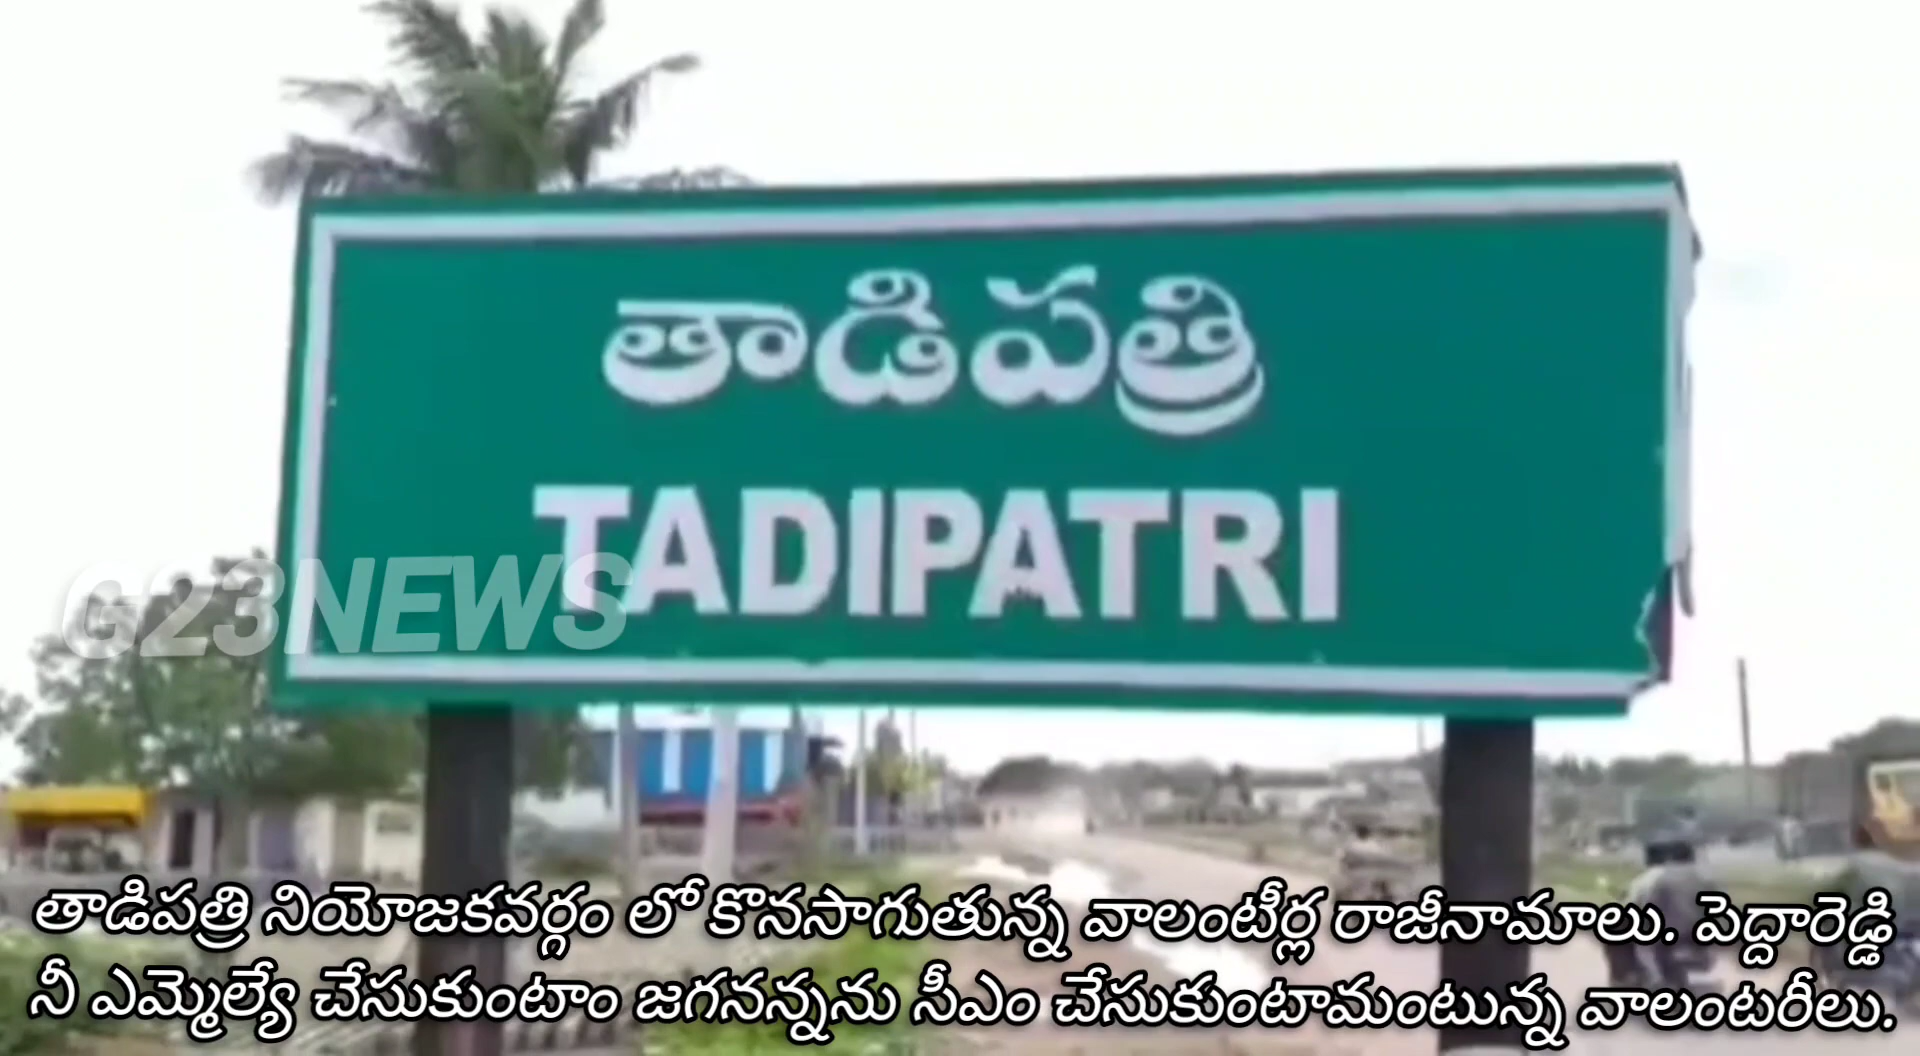 తాడిపత్రి
TADIPATRI
G23NEWS
తాడిపత్రి నియోజకవర్గం లో కొనసాగుతున్న వాలంటీర్ల రాజీనామాలు. పెద్దారెడ్డి
నీ ఎమ్మెల్యే చేసుకుంటాం జగనన్నను సీఎం చేసుకుంటామంటున్న వాలంటరీలు.